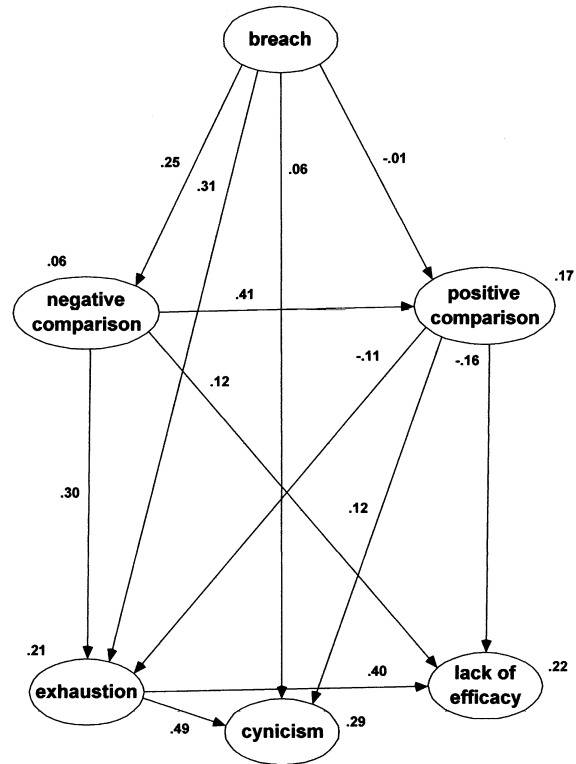 breach
.25
.31
.06
-.01
.06
negative
comparison
.41
positive
comparison
.17
.12
-.11
-.16
.30
.12
.21
exhaustion
.40
lack of
efficacy
.22
.49
cynicism
.29